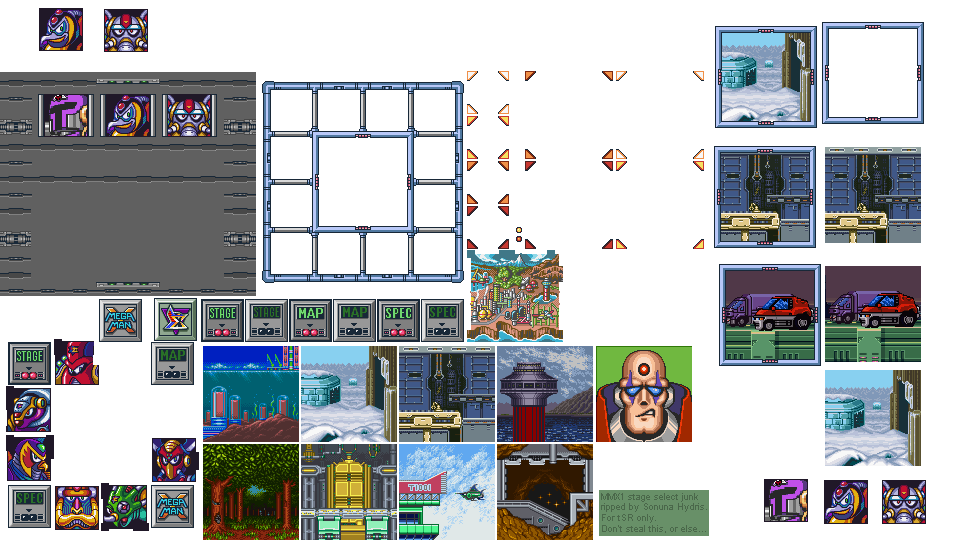 MEGA
MAN
STAGE
STAGE
MAP
MAP
SPEC
SPEC
STAGE
MAP
T1001
SPEC
MEGA
MAN
MMX1 stage select junk
ripped by Sonuna Hydris.
For tSR only.
Don't steal this, or else...